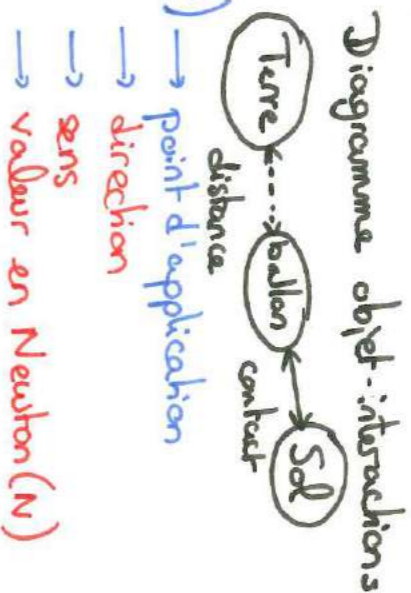 Diagramme objet-interactions
Terre ballon Sol
distance contact
) → point d'application
→ direction
→ sens
→ valeur en Newton (N)